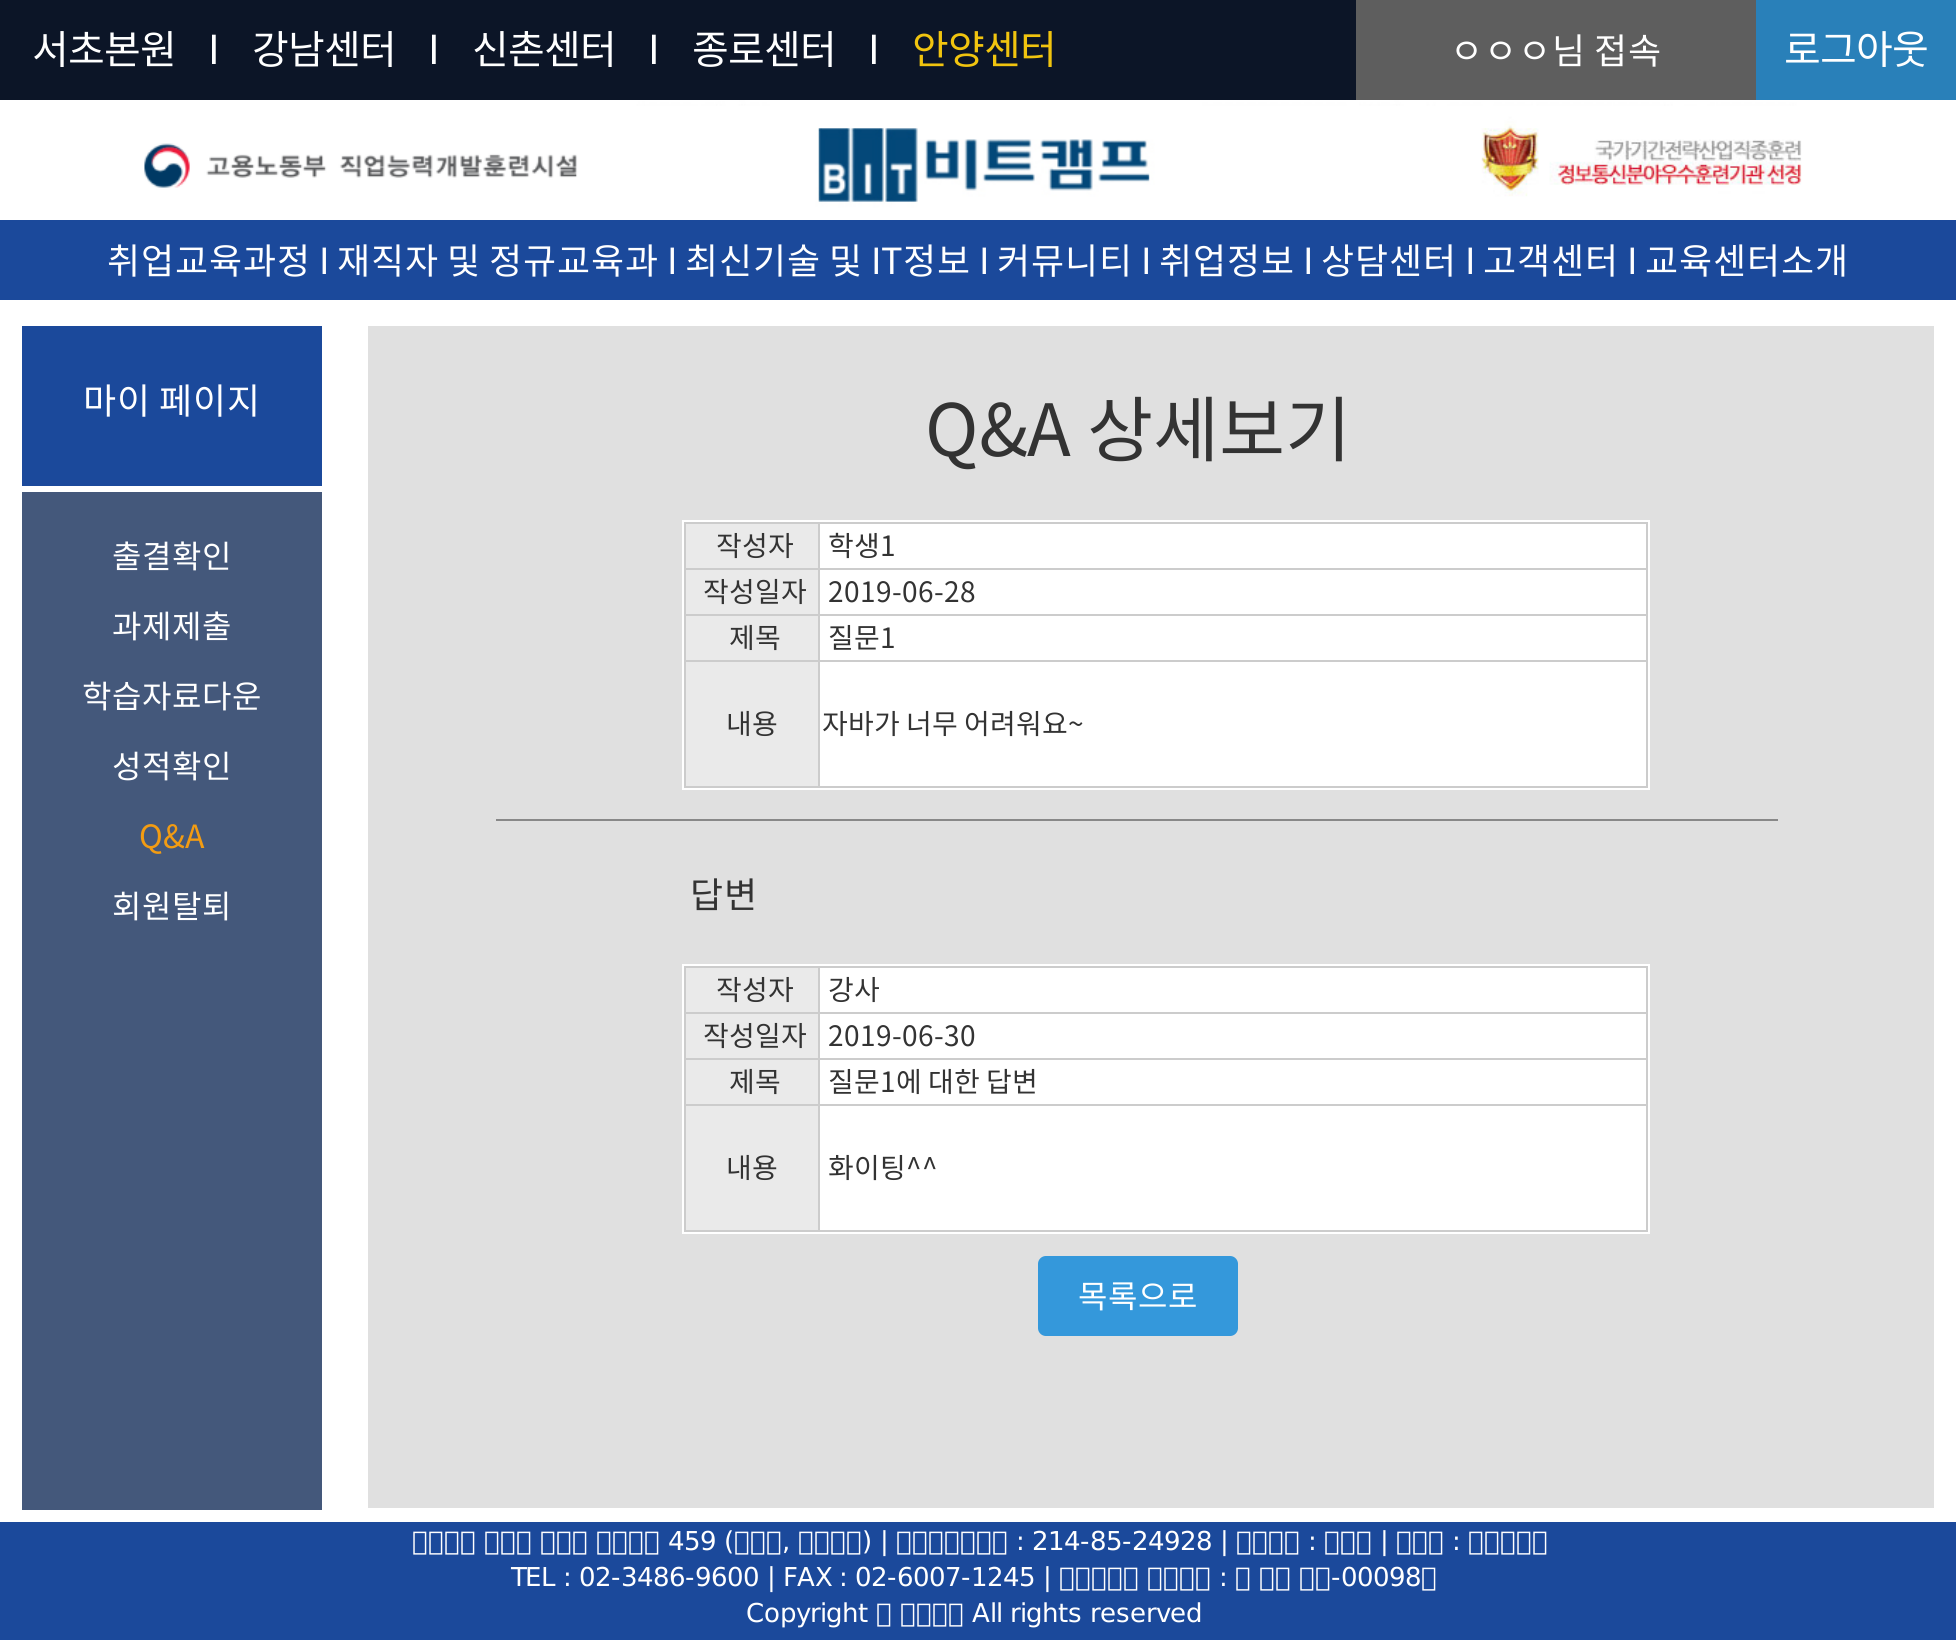 서초본원 I 강남센터 I 신촌센터 I 종로센터 I 안양센터
ㅇㅇㅇ님 접속
로그아웃
고용노동부 직업능력개발훈련시설
BIT 비트캠프
국가기간전략산업직종훈련
정보통신분야우수훈련기관 선정
취업교육과정 I 재직자 및 정규교육과 I 최신기술 및 IT정보 I 커뮤니티 I 취업정보 I 상담센터 I 고객센터 I 교육센터소개
마이 페이지
출결확인
과제제출
학습자료다운
성적확인
Q&A
회원탈퇴
Q&A 상세보기
작성자 학생1
작성일자 2019-06-28
제목 질문1
내용 자바가 너무 어려워요~
답변
작성자 강사
작성일자 2019-06-30
제목 질문1에 대한 답변
내용 화이팅^^
목록으로
459 ( , ) | : 214-85-24928 | : | :
TEL : 02-3486-9600 | FAX : 02-6007-1245 | : -00098
Copyright All rights reserved